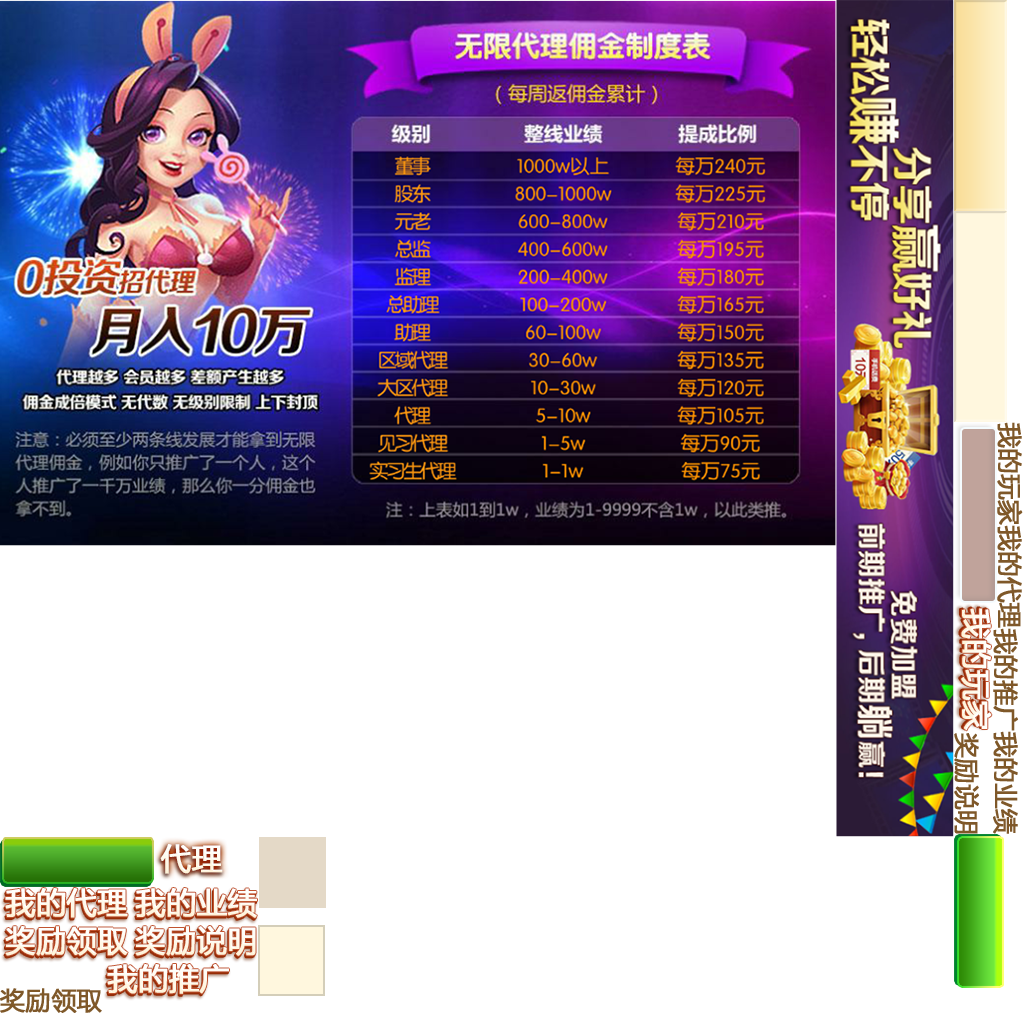 无限代理佣金制度表
（每周返佣金累计）
级别 整线业绩 提成比例
董事 1000w以上 每万240元
股东 800-1000w 每万225元
元老 600-800w 每万210元
总监 400-600w 每万195元
监理 200-400w 每万180元
总助理 100-200w 每万165元
助理 60-100w 每万150元
区域代理 30-60w 每万135元
大区代理 10-30w 每万120元
代理 5-10w 每万105元
见习代理 1-5w 每万90元
实习生代理 1-1w 每万75元
注：上表如1到1w，业绩为1-9999不含1w，以此类推。
0投资招代理
月入10万
代理越多 会员越多 差额产生越多
佣金成倍模式 无代数 无级别限制 上下封顶
注意：必须至少两条线发展才能拿到无限
代理佣金，例如你只推广了一个人，这个
人推广了一千万业绩，那么你一分佣金也
拿不到。
轻松赚不停
分享赢好礼
免费加盟
前期推广，后期躺赢!
我的玩家
我的代理
我的推广
我的业绩
我的玩家
奖励说明
代理
我的代理 我的业绩
奖励领取 奖励说明
我的推广
奖励领取